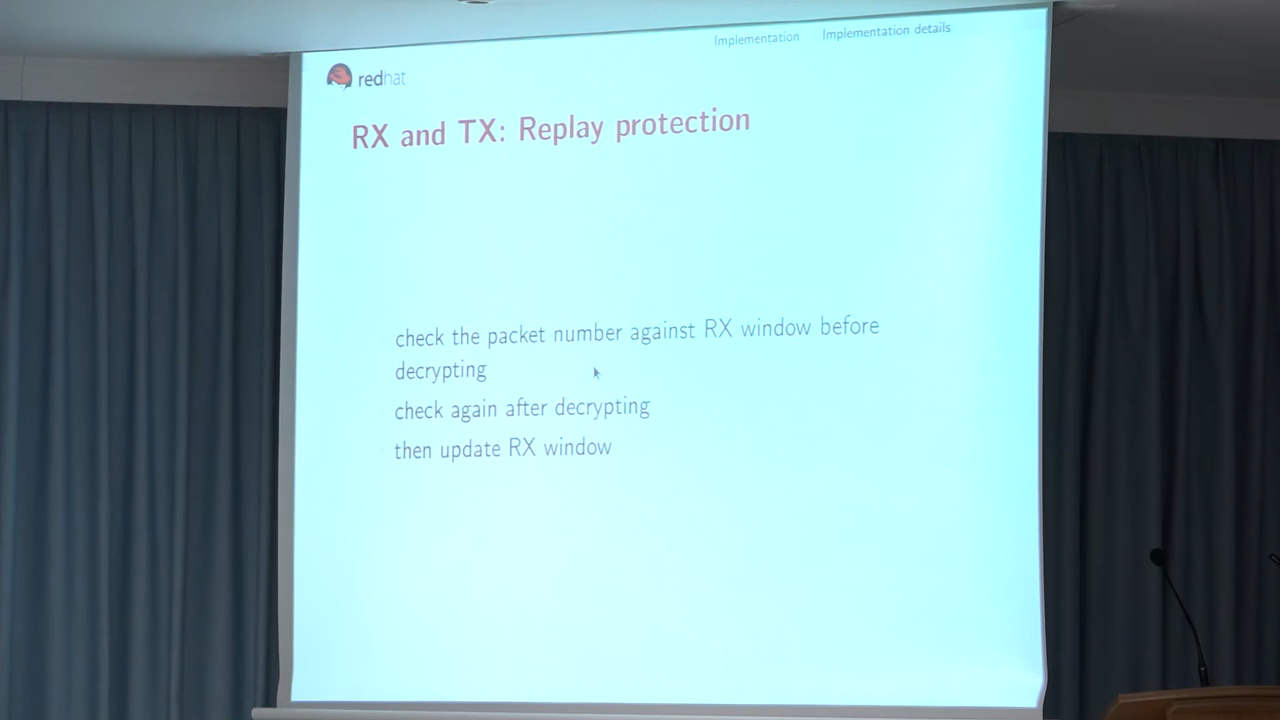 Implementation Implementation details
redhat
RX and TX: Replay protection
check the packet number against RX window before
decrypting
check again after decrypting
then update RX window